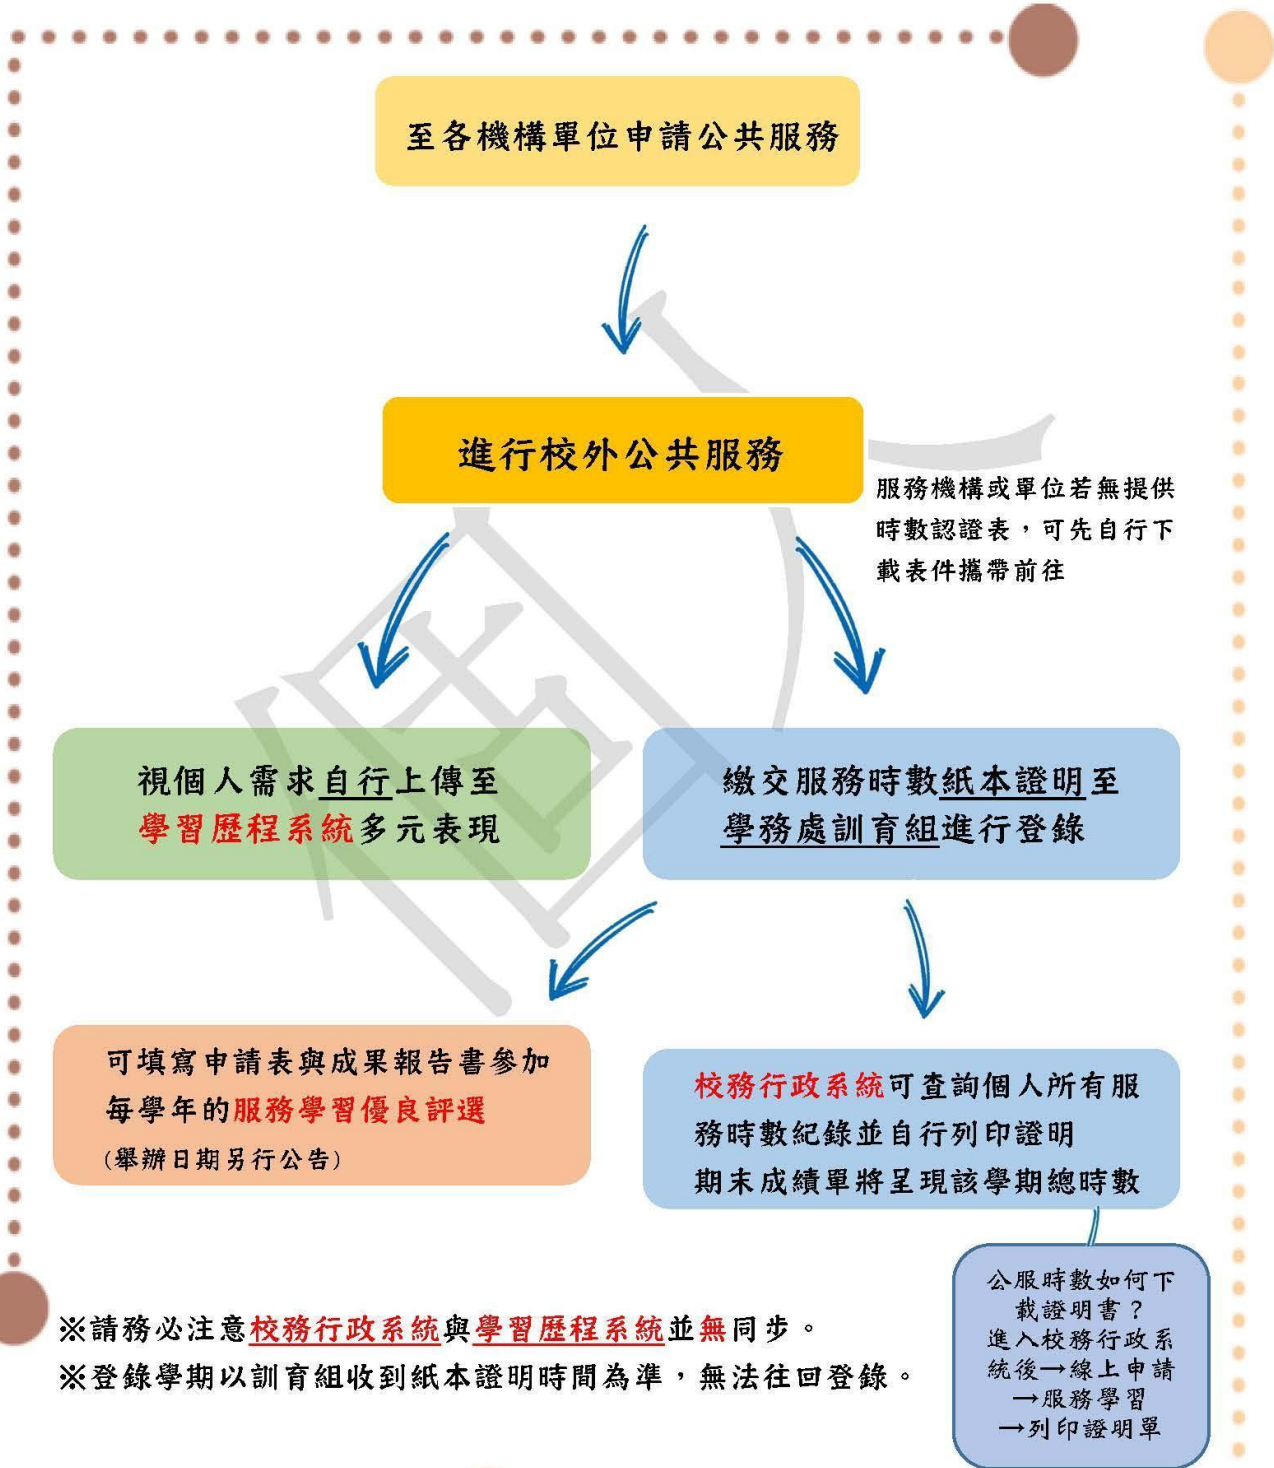 至各機構單位申請公共服務
進行校外公共服務
服務機構或單位若無提供
時數認證表，可先自行下
載表件攜帶前往
視個人需求自行上傳至
學習歷程系統多元表現
繳交服務時數紙本證明至
學務處訓育組進行登錄
可填寫申請表與成果報告書參加
每學年的服務學習優良評選
(舉辦日期另行公告)
校務行政系統可查詢個人所有服
務時數紀錄並自行列印證明
期末成績單將呈現該學期總時數
公服時數如何下
載證明書？
進入校務行政系
統後→線上申請
→服務學習
→列印證明單
※請務必注意校務行政系統與學習歷程系統並無同步。
※登錄學期以訓育組收到紙本證明時間為準，無法往回登錄。
個人